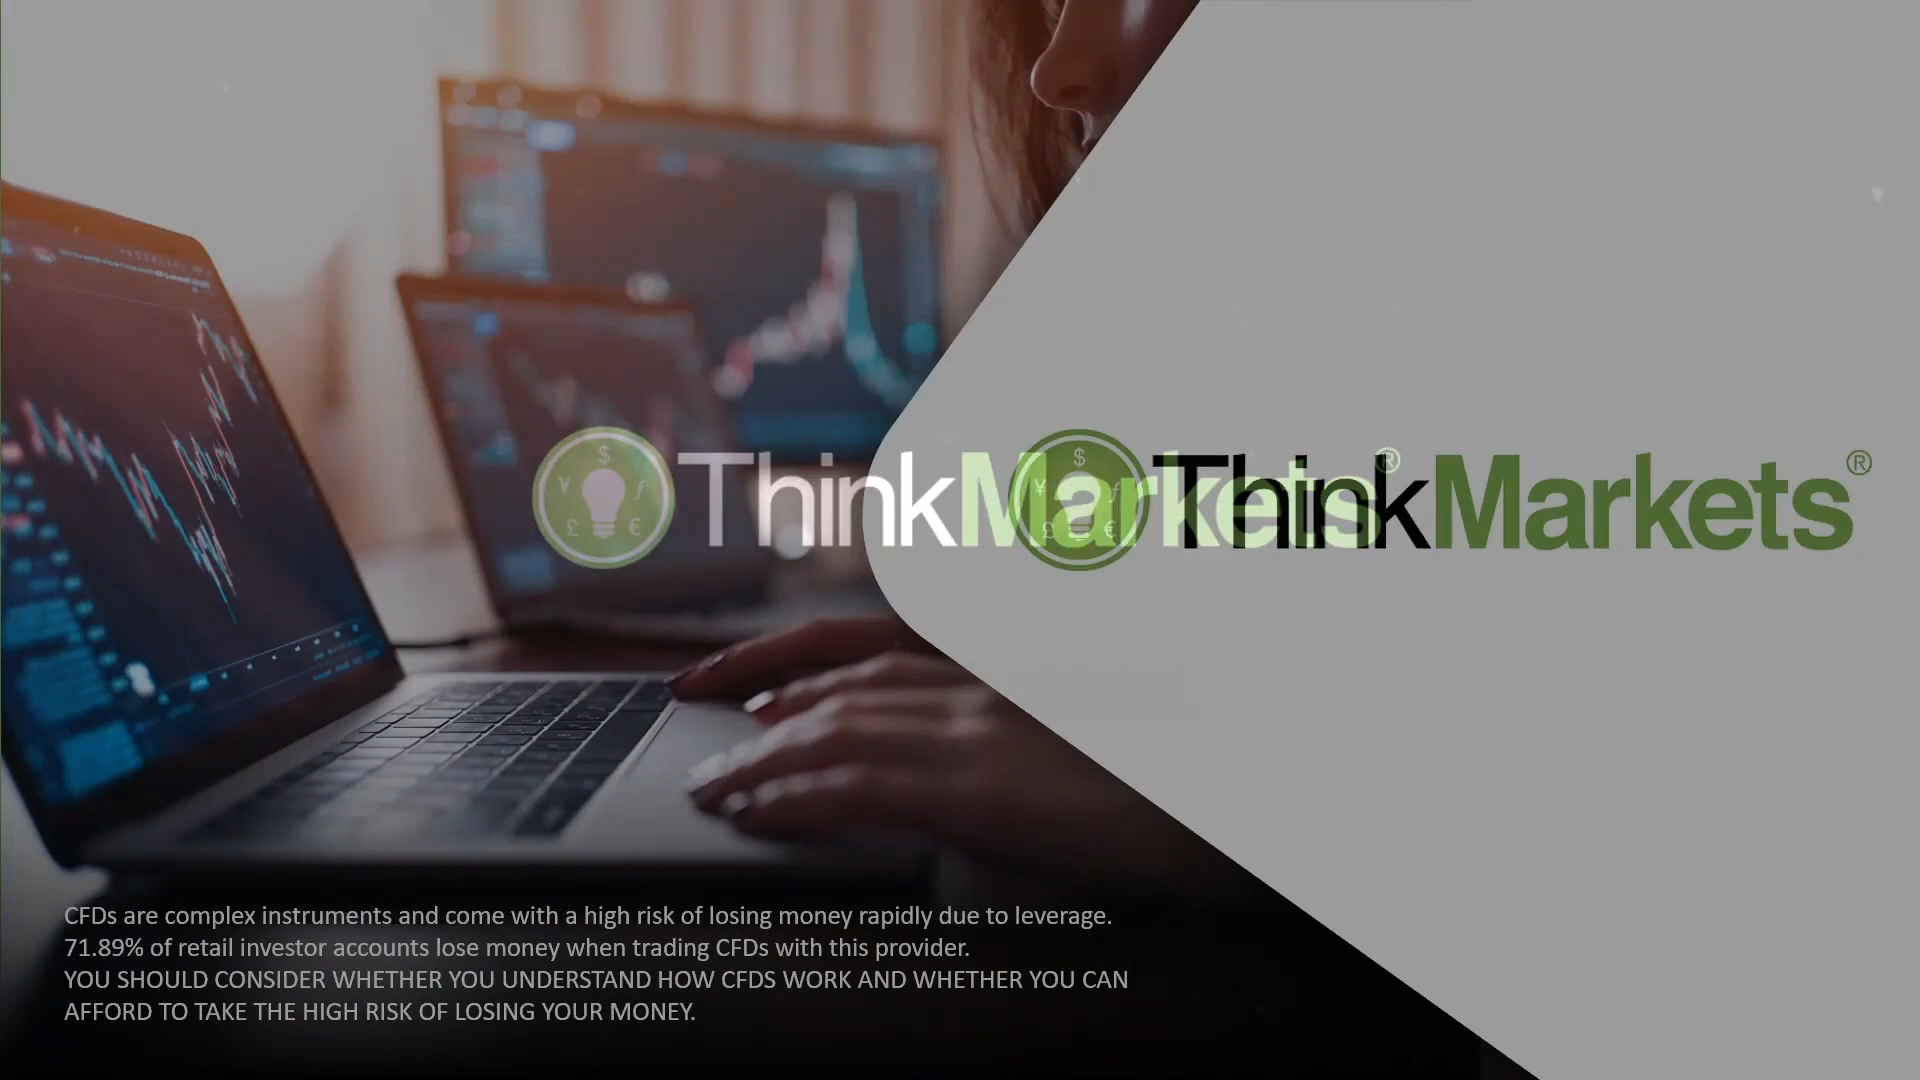 ThinkMarkets®
ThinkMarkets®
CFDs are complex instruments and come with a high risk of losing money rapidly due to leverage.
71.89% of retail investor accounts lose money when trading CFDs with this provider.
YOU SHOULD CONSIDER WHETHER YOU UNDERSTAND HOW CFDS WORK AND WHETHER YOU CAN
AFFORD TO TAKE THE HIGH RISK OF LOSING YOUR MONEY.